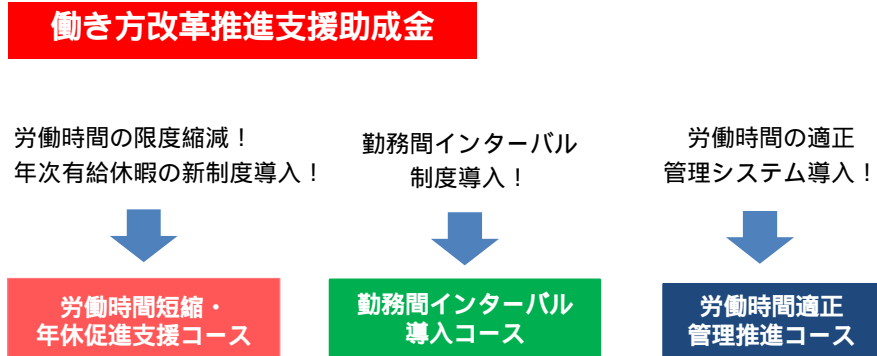 働き方改革推進支援助成金
労働時間の限度縮減！
年次有給休暇の新制度導入！
勤務間インターバル
制度導入！
労働時間の適正
管理システム導入！
労働時間短縮・
年休促進支援コース
勤務間インターバル
導入コース
労働時間適正
管理推進コース